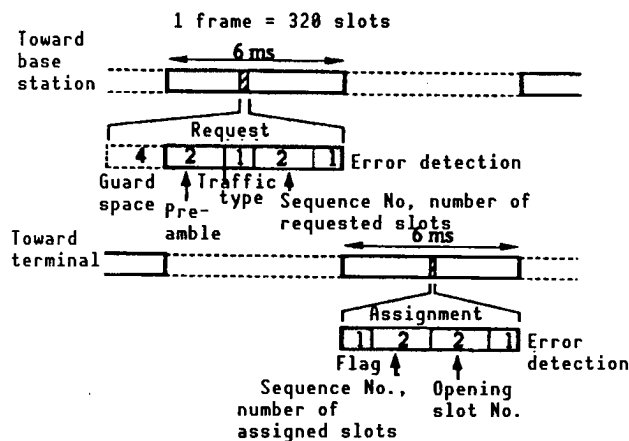 1 frame = 320 slots
Toward
base
station
6 ms
Request
4 2 1 2 1
Error detection
Guard
space
Pre-
amble
Traffic
type
Sequence No, number of
requested slots
Toward
terminal
6 ms
Assignment
1 2 2 1
Error
detection
Flag
Sequence No.,
number of
assigned slots
Opening
slot No.